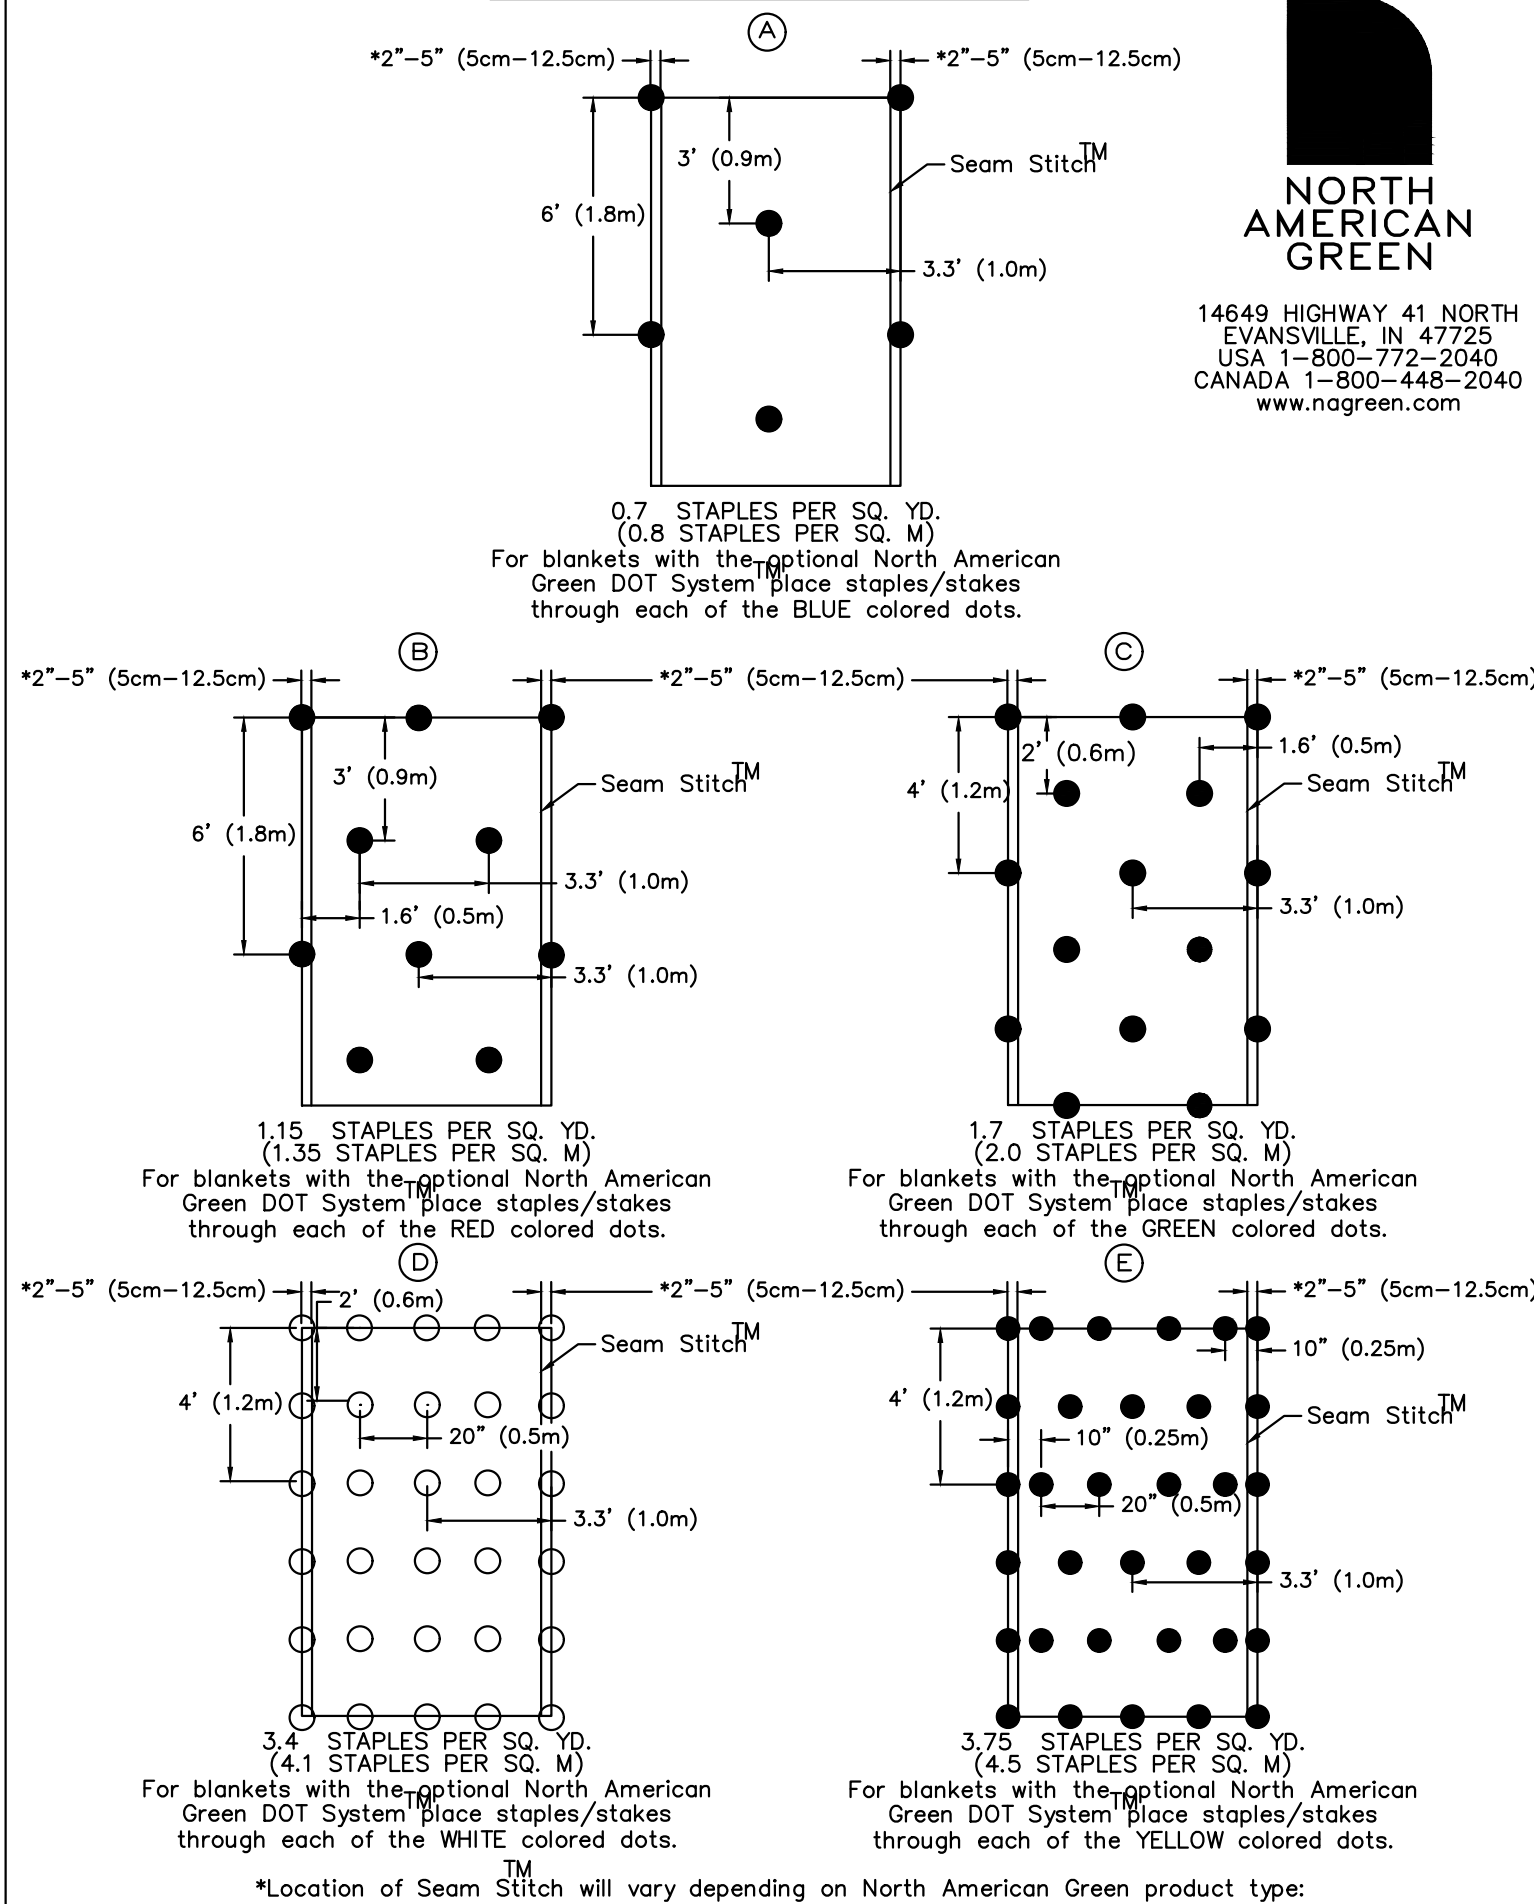 A
*2”-5” (5cm-12.5cm)
*2”-5” (5cm-12.5cm)
3’ (0.9m)
Seam Stitch™
6’ (1.8m)
3.3’ (1.0m)
NORTH
AMERICAN
GREEN
14649 HIGHWAY 41 NORTH
EVANSVILLE, IN 47725
USA 1-800-772-2040
CANADA 1-800-448-2040
www.nagreen.com
0.7 STAPLES PER SQ. YD.
(0.8 STAPLES PER SQ. M)
For blankets with the optional North American
Green DOT System™ place staples/stakes
through each of the BLUE colored dots.
B
*2”-5” (5cm-12.5cm)
*2”-5” (5cm-12.5cm)
3’ (0.9m)
Seam Stitch™
6’ (1.8m)
3.3’ (1.0m)
1.6’ (0.5m)
3.3’ (1.0m)
1.15 STAPLES PER SQ. YD.
(1.35 STAPLES PER SQ. M)
For blankets with the optional North American
Green DOT System™ place staples/stakes
through each of the RED colored dots.
C
*2”-5” (5cm-12.5cm)
2’ (0.6m)
1.6’ (0.5m)
4’ (1.2m)
Seam Stitch™
3.3’ (1.0m)
1.7 STAPLES PER SQ. YD.
(2.0 STAPLES PER SQ. M)
For blankets with the optional North American
Green DOT System™ place staples/stakes
through each of the GREEN colored dots.
D
*2”-5” (5cm-12.5cm)
*2”-5” (5cm-12.5cm)
2’ (0.6m)
Seam Stitch™
4’ (1.2m)
20” (0.5m)
3.3’ (1.0m)
3.4 STAPLES PER SQ. YD.
(4.1 STAPLES PER SQ. M)
For blankets with the optional North American
Green DOT System™ place staples/stakes
through each of the WHITE colored dots.
E
*2”-5” (5cm-12.5cm)
10” (0.25m)
4’ (1.2m)
Seam Stitch™
10” (0.25m)
20” (0.5m)
3.3’ (1.0m)
3.75 STAPLES PER SQ. YD.
(4.5 STAPLES PER SQ. M)
For blankets with the optional North American
Green DOT System™ place staples/stakes
through each of the YELLOW colored dots.
*Location of Seam Stitch™ will vary depending on North American Green product type: